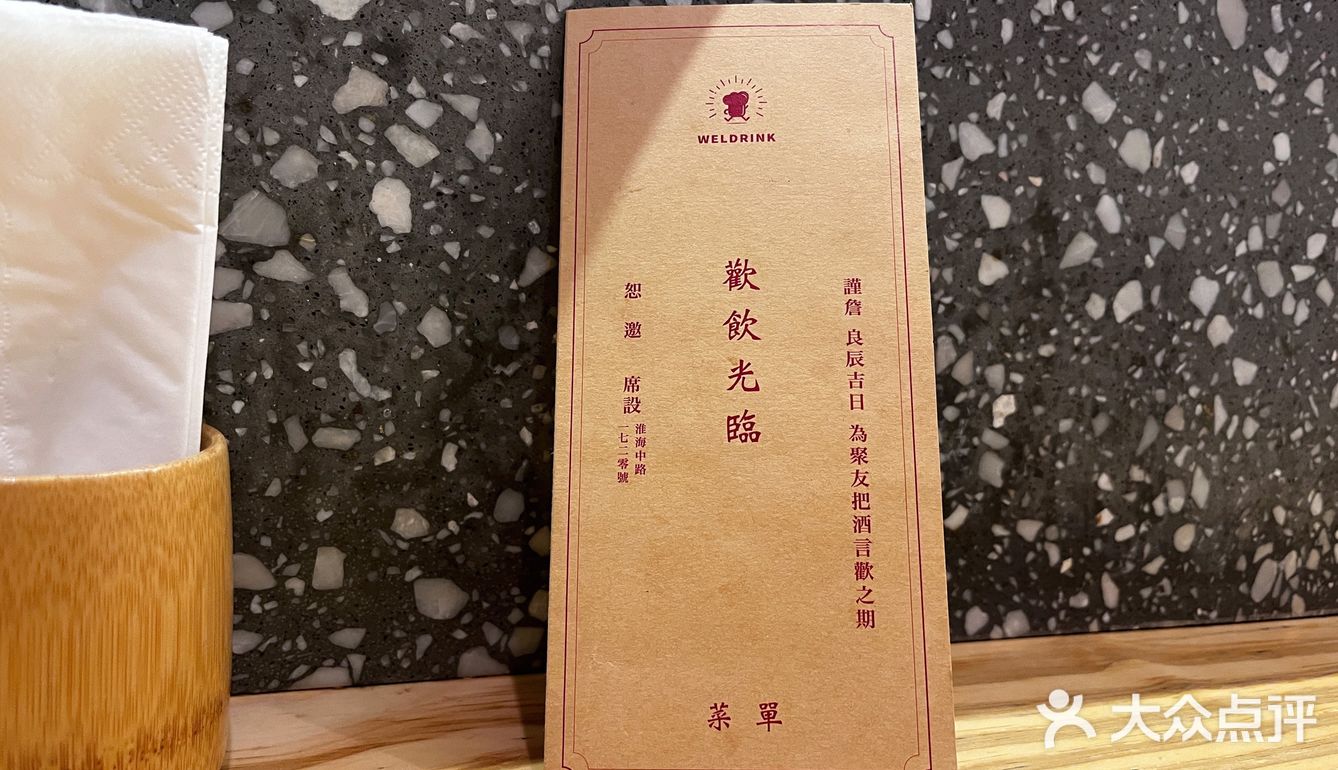 WELDRINK
謹詹 良辰吉日 為聚友把酒言歡之期
歡飲光臨
恕邀 席設
淮海中路
一七二零號
菜單
大众点评